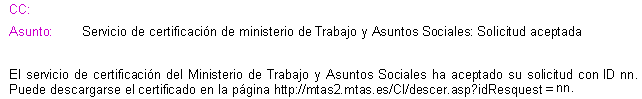 CC:
Asunto: Servicio de certificación de ministerio de Trabajo y Asuntos Sociales: Solicitud aceptada
El servicio de certificación del Ministerio de Trabajo y Asuntos Sociales ha aceptado su solicitud con ID nn.
Puede descargarse el certificado en la página http://mtas2.mtas.es/CI/descer.asp?idResquest=nn.